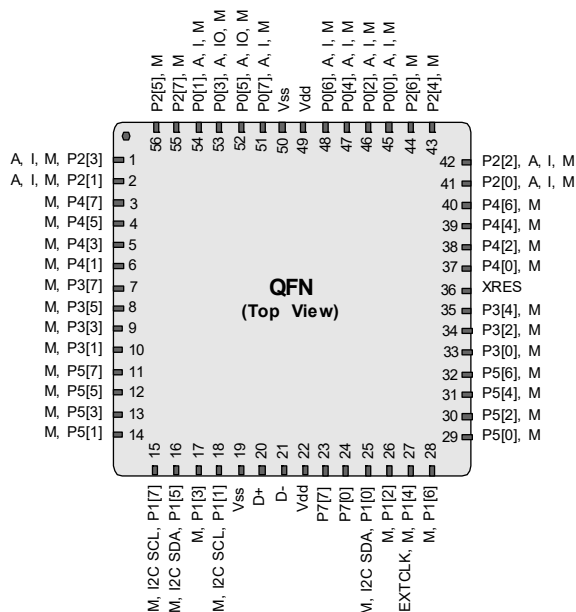 P2[5], M
P2[7], M
P0[1], A, I, M
P0[3], A, IO, M
P0[5], A, IO, M
P0[7], A, I, M
Vss
Vdd
P0[6], A, I, M
P0[4], A, I, M
P0[2], A, I, M
P0[0], A, I, M
P2[6], M
P2[4], M
56
55
54
53
52
51
50
49
48
47
46
45
44
43
A, I, M, P2[3] 1
A, I, M, P2[1] 2
M, P4[7] 3
M, P4[5] 4
M, P4[3] 5
M, P4[1] 6
M, P3[7] 7
M, P3[5] 8
M, P3[3] 9
M, P3[1] 10
M, P5[7] 11
M, P5[5] 12
M, P5[3] 13
M, P5[1] 14
QFN
(Top View)
42 P2[2], A, I, M
41 P2[0], A, I, M
40 P4[6], M
39 P4[4], M
38 P4[2], M
37 P4[0], M
36 XRES
35 P3[4], M
34 P3[2], M
33 P3[0], M
32 P5[6], M
31 P5[4], M
30 P5[2], M
29 P5[0], M
15
16
17
18
19
20
21
22
23
24
25
26
27
28
M, I2C SCL, P1[7]
M, I2C SDA, P1[5]
M, P1[3]
M, I2C SCL, P1[1]
Vss
D+
D-
Vdd
P7[7]
P7[0]
M, I2C SDA, P1[0]
M, P1[2]
EXTCLK, M, P1[4]
M, P1[6]